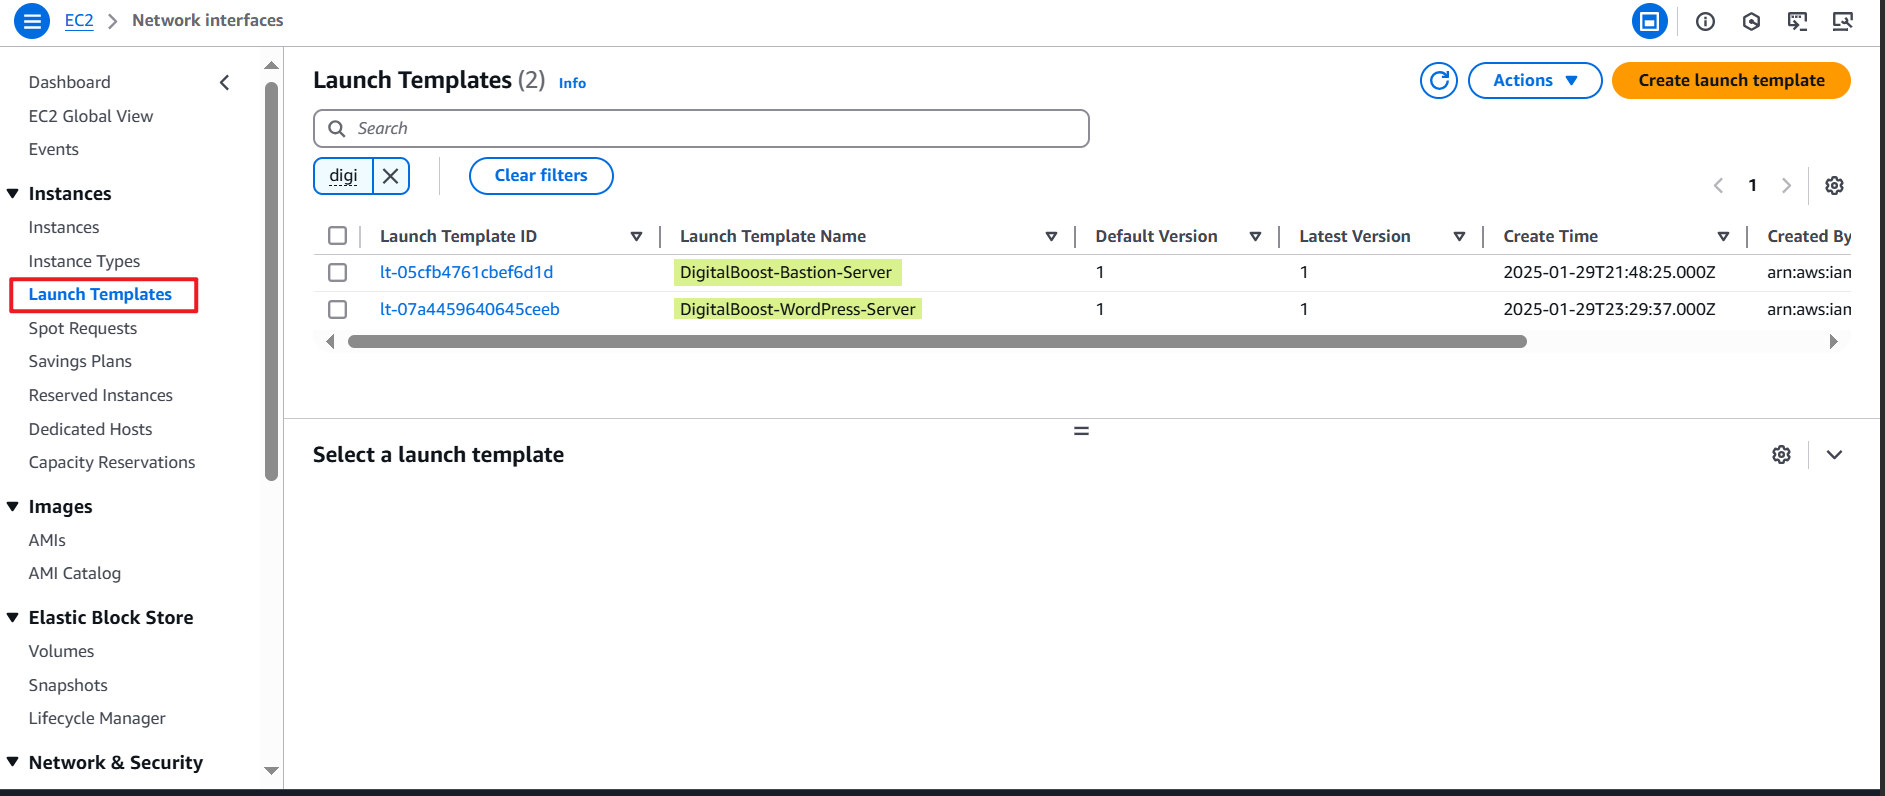 EC2 > Network interfaces
Dashboard
EC2 Global View
Events
Instances
Instances
Instance Types
Launch Templates
Spot Requests
Savings Plans
Reserved Instances
Dedicated Hosts
Capacity Reservations
Images
AMIs
AMI Catalog
Elastic Block Store
Volumes
Snapshots
Lifecycle Manager
Network & Security
Launch Templates (2) Info
Actions
Create launch template
Search
digi
Clear filters
1
Launch Template ID Launch Template Name Default Version Latest Version Create Time Created By
lt-05cfb4761cbef6d1d DigitalBoost-Bastion-Server 1 1 2025-01-29T21:48:25.000Z arn:aws:iam
lt-07a4459640645ceeb DigitalBoost-WordPress-Server 1 1 2025-01-29T23:29:37.000Z arn:aws:iam
Select a launch template